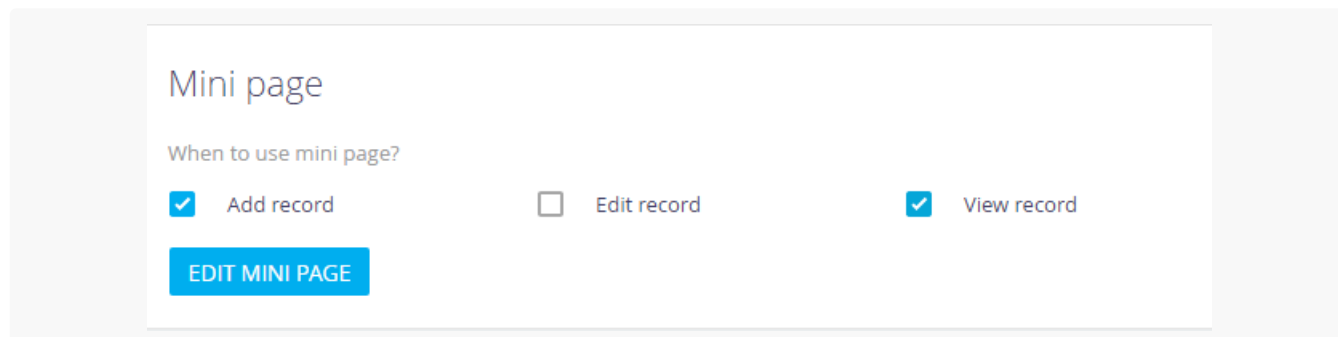 Mini page
When to use mini page?
Add record
Edit record
View record
EDIT MINI PAGE